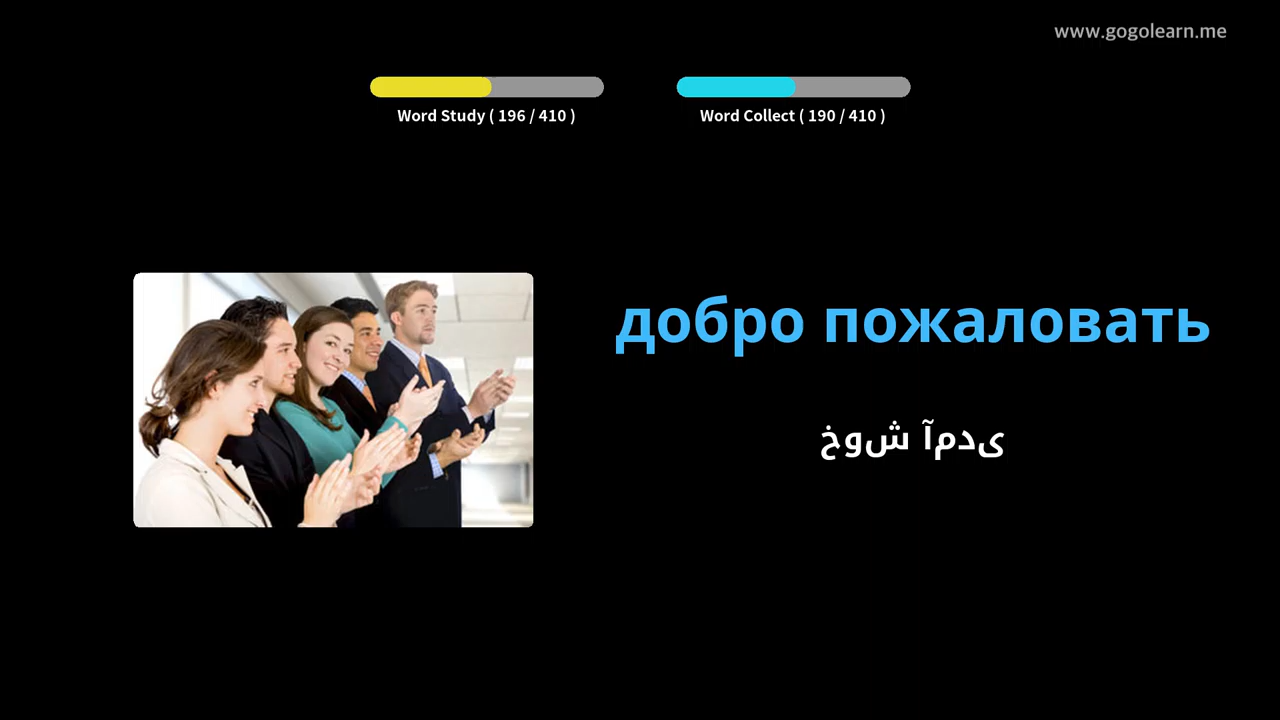 www.gogolearn.me
Word Study ( 196 / 410 )
Word Collect ( 190 / 410 )
добро пожаловать
خوش آمدی